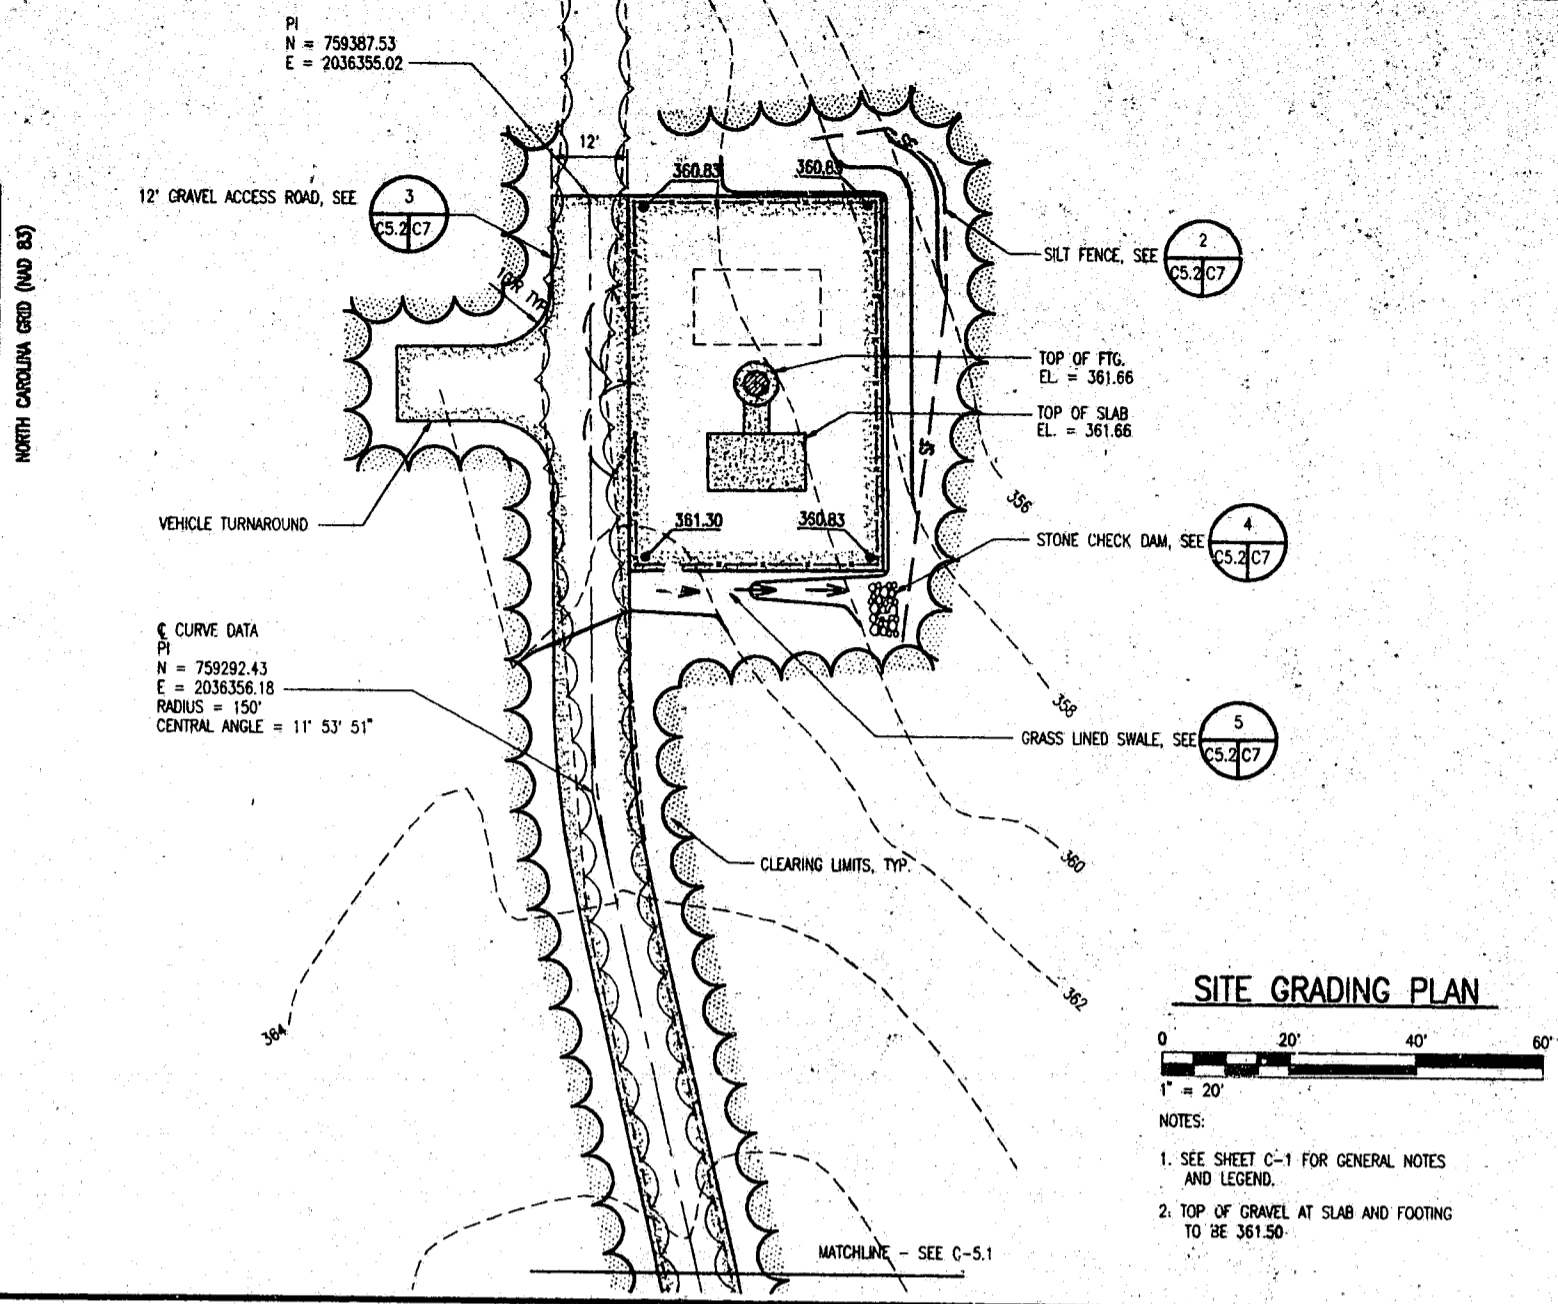 PI
N = 759387.53
E = 2036355.02
12'
360.83
360.83
SF
12' GRAVEL ACCESS ROAD, SEE
3
C5.2 C7
10'R TYP.
NORTH CAROLINA GRID (NAD 83)
SILT FENCE, SEE
2
C5.2 C7
TOP OF FTG.
EL. = 361.66
TOP OF SLAB
EL. = 361.66
SF
356
VEHICLE TURNAROUND
361.30
360.83
STONE CHECK DAM, SEE
4
C5.2 C7
℄ CURVE DATA
PI
N = 759292.43
E = 2036356.18
RADIUS = 150'
CENTRAL ANGLE = 11° 53' 51"
358
GRASS LINED SWALE, SEE
5
C5.2 C7
CLEARING LIMITS, TYP.
360
362
364
SITE GRADING PLAN
0 20' 40' 60'
1" = 20'
NOTES:
1. SEE SHEET C-1 FOR GENERAL NOTES
AND LEGEND.
2. TOP OF GRAVEL AT SLAB AND FOOTING
TO BE 361.50
MATCHLINE - SEE C-5.1